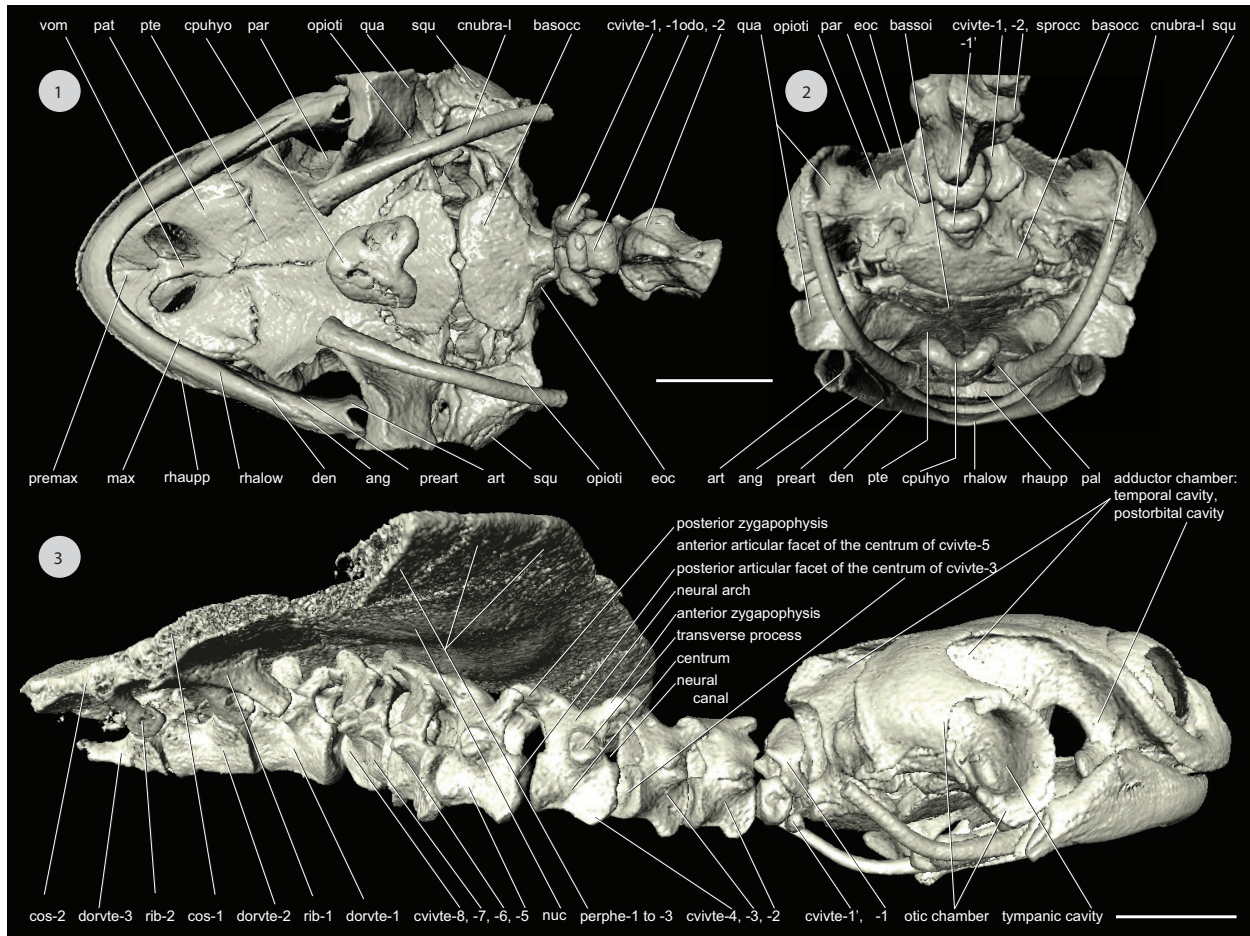 vom pat pte cpuhyo par opioti qua squ cnubra-I basocc cvivte-1, -1odo, -2 qua opioti par eoc bassoi cvivte-1, -2, sprocc basocc cnubra-I squ
-1'
1
2
premax max rhaupp rhalow den ang preart art squ opioti eoc art ang preart den pte cpuhyo rhalow rhaupp pal adductor chamber:
temporal cavity,
postorbital cavity
3
posterior zygapophysis
anterior articular facet of the centrum of cvivte-5
posterior articular facet of the centrum of cvivte-3
neural arch
anterior zygapophysis
transverse process
centrum
neural
canal
cos-2 dorvte-3 rib-2 cos-1 dorvte-2 rib-1 dorvte-1 cvivte-8, -7, -6, -5 nuc perphe-1 to -3 cvivte-4, -3, -2 cvivte-1', -1 otic chamber tympanic cavity